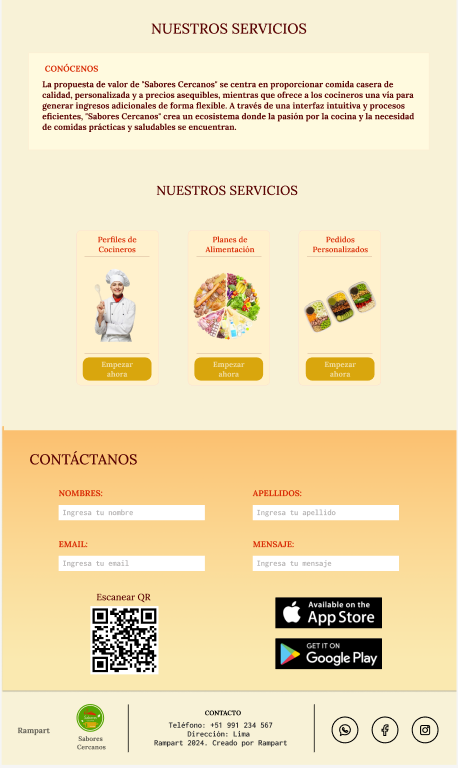 NUESTROS SERVICIOS
CONÓCENOS
La propuesta de valor de "Sabores Cercanos" se centra en proporcionar comida casera de
calidad, personalizada y a precios asequibles, mientras que ofrece a los cocineros una vía para
generar ingresos adicionales de forma flexible. A través de una interfaz intuitiva y procesos
eficientes, "Sabores Cercanos" crea un ecosistema donde la pasión por la cocina y la necesidad
de comidas prácticas y saludables se encuentran.
NUESTROS SERVICIOS
Perfiles de
Cocineros
Empezar
ahora
Planes de
Alimentación
Empezar
ahora
Pedidos
Personalizados
Empezar
ahora
CONTÁCTANOS
NOMBRES:
Ingresa tu nombre
APELLIDOS:
Ingresa tu apellido
EMAIL:
Ingresa tu email
MENSAJE:
Ingresa tu mensaje
Escanear QR
Available on the
App Store
GET IT ON
Google Play
Rampart
Sabores
Cercanos
CONTACTO
Teléfono: +51 991 234 567
Dirección: Lima
Rampart 2024. Creado por Rampart